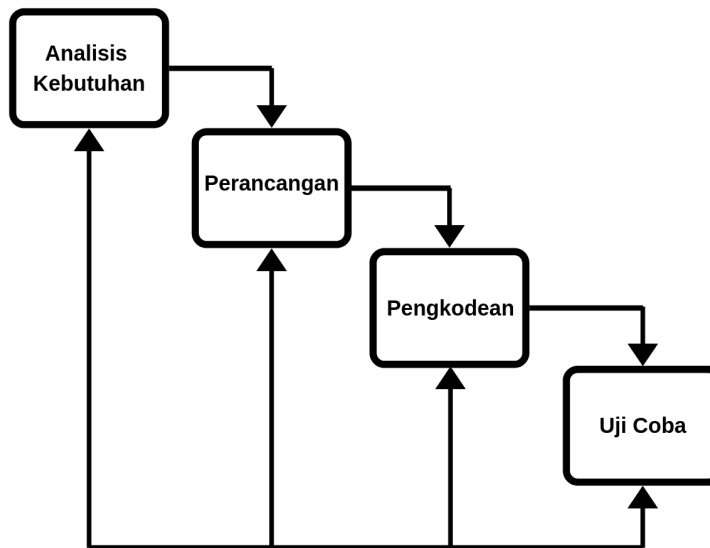 Analisis
Kebutuhan
Perancangan
Pengkodean
Uji Coba